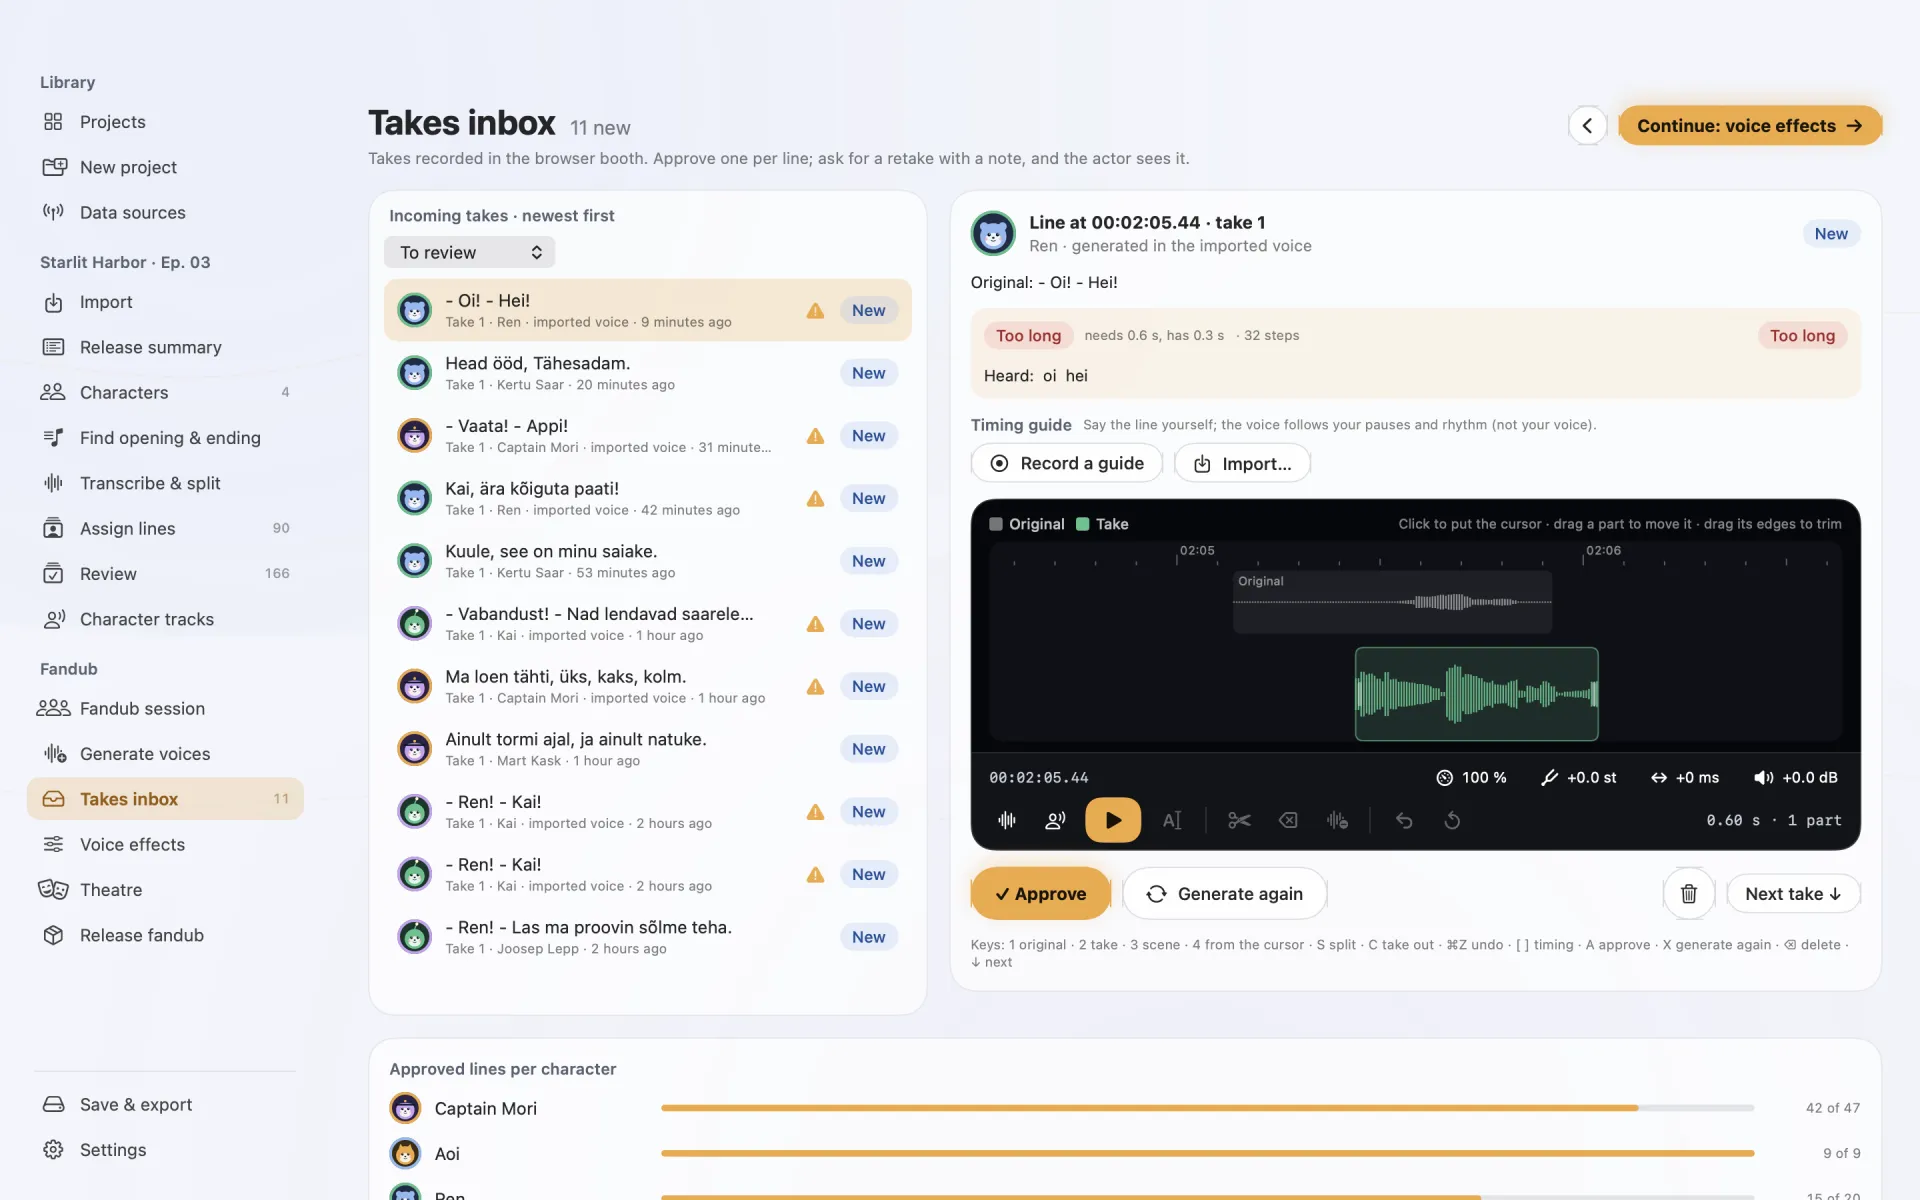 Library
Projects
New project
Data sources
Starlit Harbor · Ep. 03
Import
Release summary
Characters 4
Find opening & ending
Transcribe & split
Assign lines 90
Review 166
Character tracks
Fandub
Fandub session
Generate voices
Takes inbox 11
Voice effects
Theatre
Release fandub
Save & export
Settings
Takes inbox 11 new
Takes recorded in the browser booth. Approve one per line; ask for a retake with a note, and the actor sees it.
Continue: voice effects →
Incoming takes · newest first
To review
- Oi! - Hei!
Take 1 · Ren · imported voice · 9 minutes ago
New
Head ööd, Tähesadam.
Take 1 · Kertu Saar · 20 minutes ago
New
- Vaata! - Appi!
Take 1 · Captain Mori · imported voice · 31 minute...
New
Kai, ära kõiguta paati!
Take 1 · Ren · imported voice · 42 minutes ago
New
Kuule, see on minu saiake.
Take 1 · Kertu Saar · 53 minutes ago
New
- Vabandust! - Nad lendavad saarele...
Take 1 · Kai · imported voice · 1 hour ago
New
Ma loen tähti, üks, kaks, kolm.
Take 1 · Captain Mori · imported voice · 1 hour ago
New
Ainult tormi ajal, ja ainult natuke.
Take 1 · Mart Kask · 1 hour ago
New
- Ren! - Kai!
Take 1 · Kai · imported voice · 2 hours ago
New
- Ren! - Kai!
Take 1 · Kai · imported voice · 2 hours ago
New
- Ren! - Las ma proovin sõlme teha.
Take 1 · Joosep Lepp · 2 hours ago
New
Line at 00:02:05.44 · take 1
Ren · generated in the imported voice
New
Original: - Oi! - Hei!
Too long needs 0.6 s, has 0.3 s · 32 steps Too long
Heard: oi hei
Timing guide Say the line yourself; the voice follows your pauses and rhythm (not your voice).
Record a guide Import...
Original Take Click to put the cursor · drag a part to move it · drag its edges to trim
02:05 02:06
Original
00:02:05.44 100 % +0.0 st +0 ms +0.0 dB
0.60 s · 1 part
✓ Approve Generate again Next take ↓
Keys: 1 original · 2 take · 3 scene · 4 from the cursor · S split · C take out · ⌘Z undo · [ ] timing · A approve · X generate again · ⌫ delete ·
↓ next
Approved lines per character
Captain Mori 42 of 47
Aoi 9 of 9
Ren 15 of 20